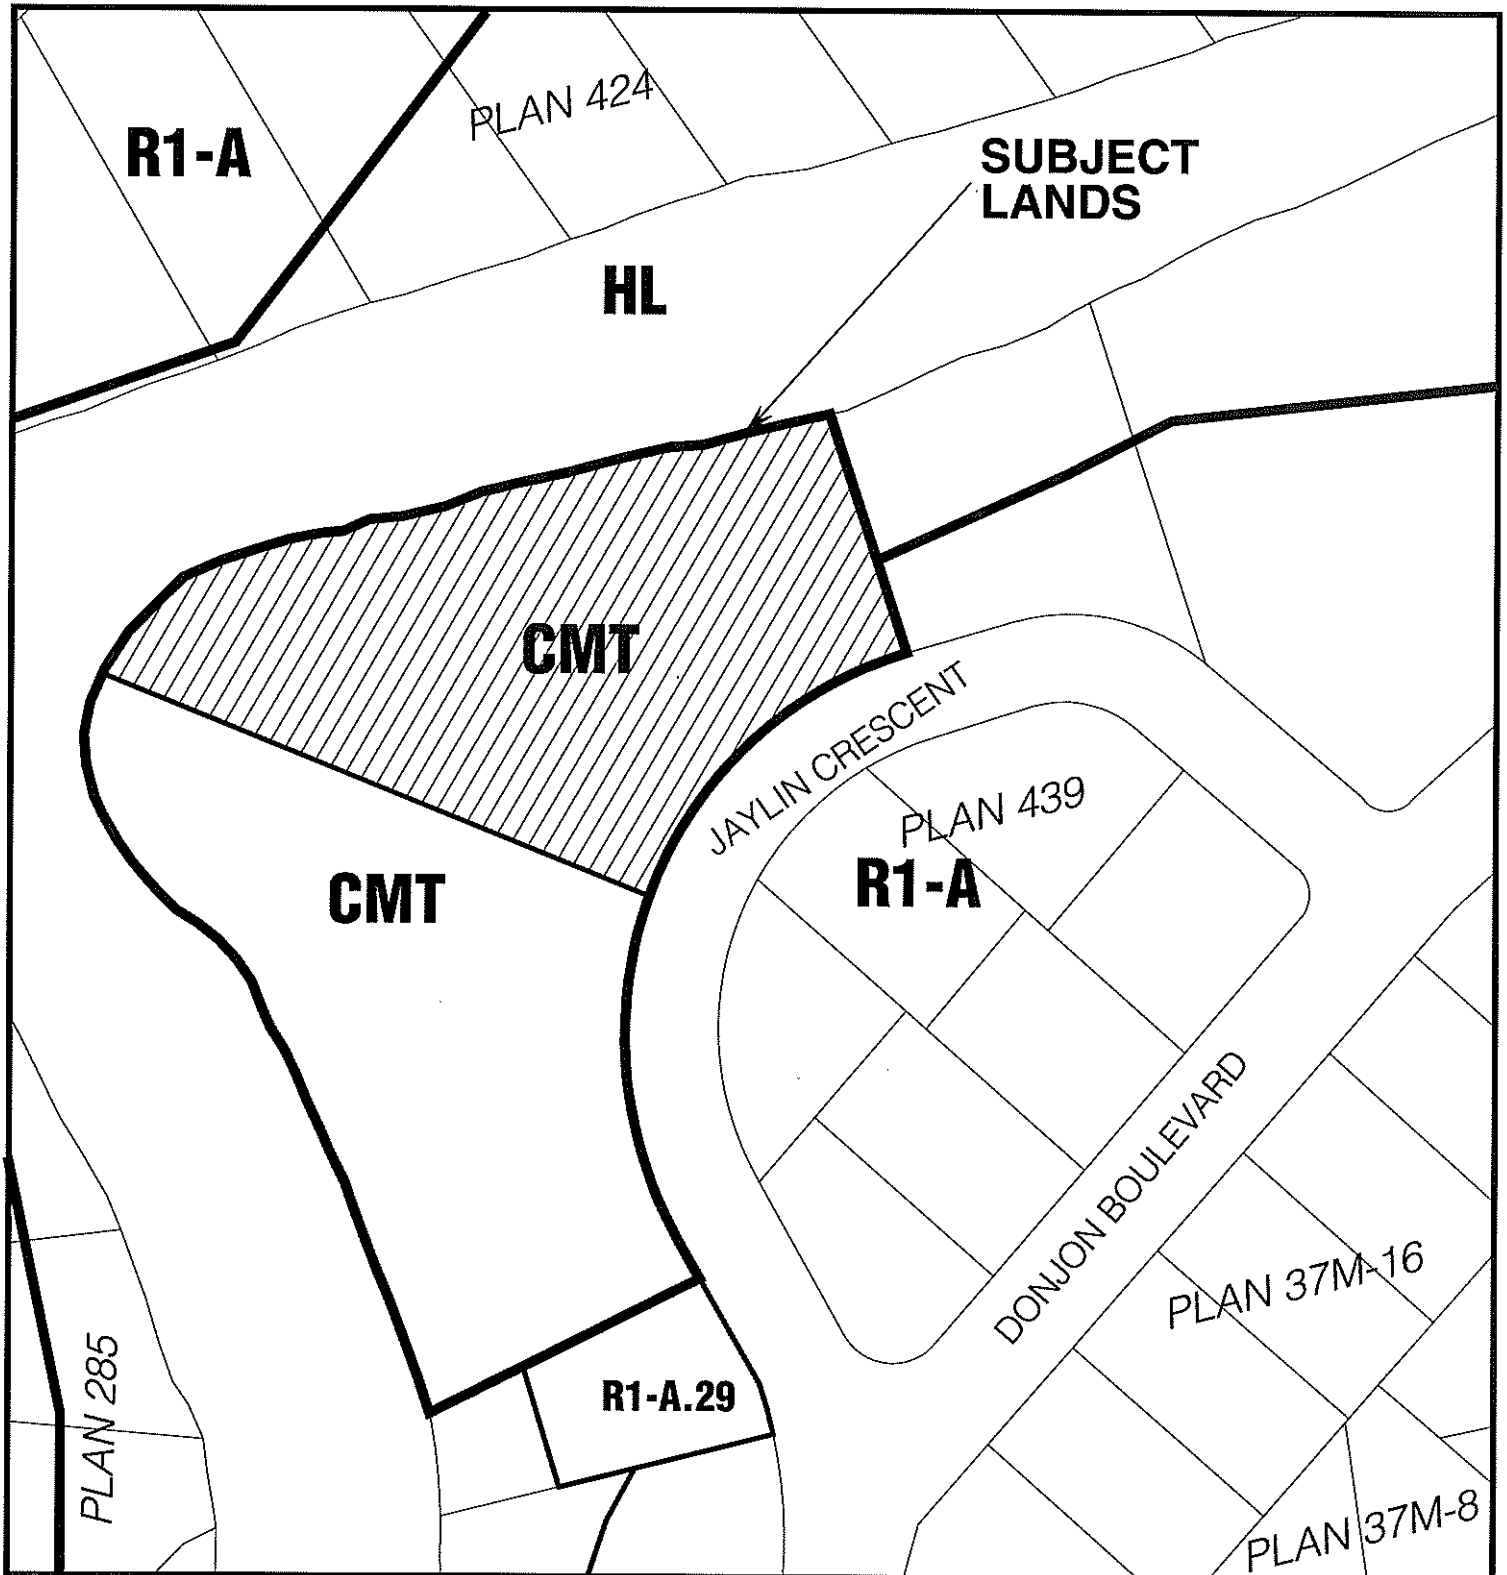 PLAN 424
R1-A
SUBJECT
LANDS
HL
CMT
JAYLIN CRESCENT
PLAN 439
R1-A
CMT
DONJON BOULEVARD
PLAN 37M-16
PLAN 285
R1-A.29
PLAN 37M-8